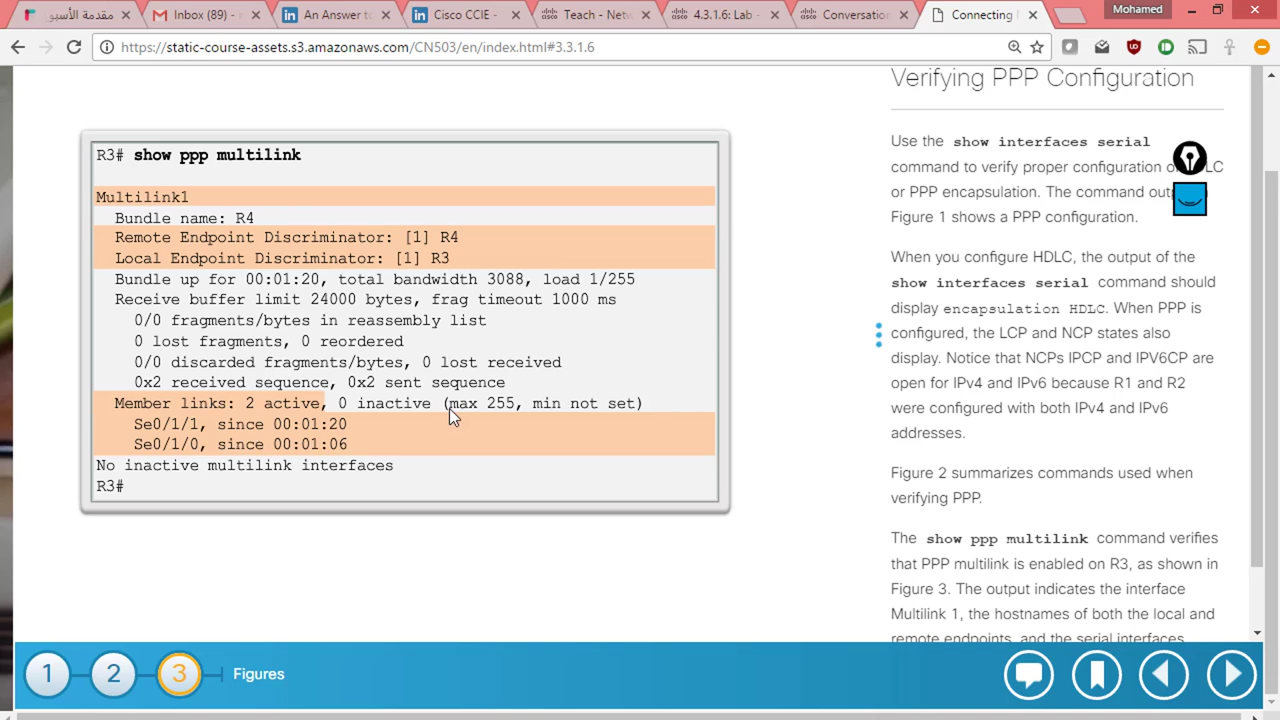 مقدمة الأسبو
Inbox (89) -
An Answer to
Cisco CCIE -
Teach - Netw
4.3.1.6: Lab -
Conversation
Connecting
Mohamed
https://static-course-assets.s3.amazonaws.com/CN503/en/index.html#3.3.1.6
R3# show ppp multilink
Multilink1
Bundle name: R4
Remote Endpoint Discriminator: [1] R4
Local Endpoint Discriminator: [1] R3
Bundle up for 00:01:20, total bandwidth 3088, load 1/255
Receive buffer limit 24000 bytes, frag timeout 1000 ms
0/0 fragments/bytes in reassembly list
0 lost fragments, 0 reordered
0/0 discarded fragments/bytes, 0 lost received
0x2 received sequence, 0x2 sent sequence
Member links: 2 active, 0 inactive (max 255, min not set)
Se0/1/1, since 00:01:20
Se0/1/0, since 00:01:06
No inactive multilink interfaces
R3#
Verifying PPP Configuration
Use the show interfaces serial
command to verify proper configuration o LC
or PPP encapsulation. The command outp
Figure 1 shows a PPP configuration.
When you configure HDLC, the output of the
show interfaces serial command should
display encapsulation HDLC. When PPP is
configured, the LCP and NCP states also
display. Notice that NCPs IPCP and IPV6CP are
open for IPv4 and IPv6 because R1 and R2
were configured with both IPv4 and IPv6
addresses.
Figure 2 summarizes commands used when
verifying PPP.
The show ppp multilink command verifies
that PPP multilink is enabled on R3, as shown in
Figure 3. The output indicates the interface
Multilink 1, the hostnames of both the local and
remote endpoints, and the serial interfaces
1 2 3 Figures